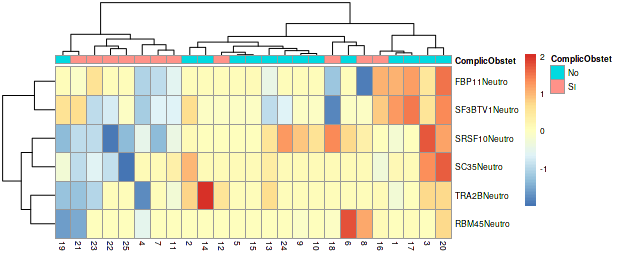 ComplicObstet
FBP11Neutro
SF3BTV1Neutro
SRSF10Neutro
SC35Neutro
TRA2BNeutro
RBM45Neutro
19 21 23 22 25 4 7 11 2 14 12 5 15 13 24 9 10 18 6 8 16 1 17 3 20
2
1
0
-1
ComplicObstet
No
SI